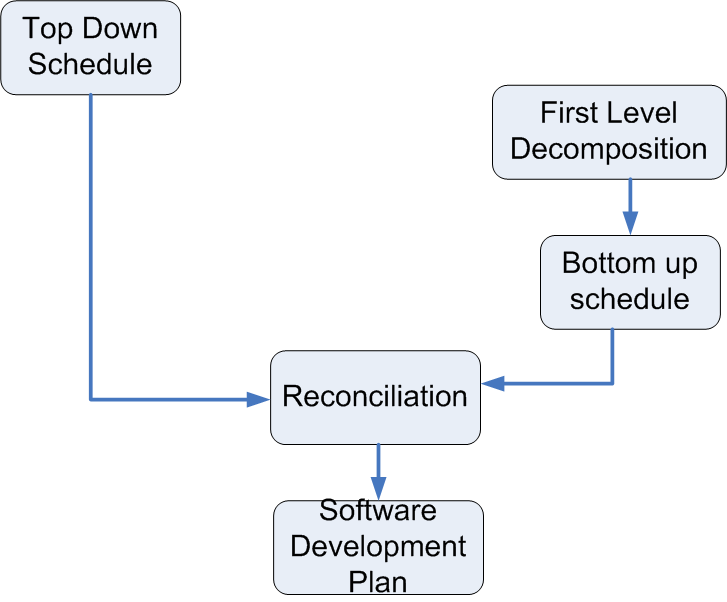 Top Down
Schedule
First Level
Decomposition
Bottom up
schedule
Reconciliation
Software
Development
Plan